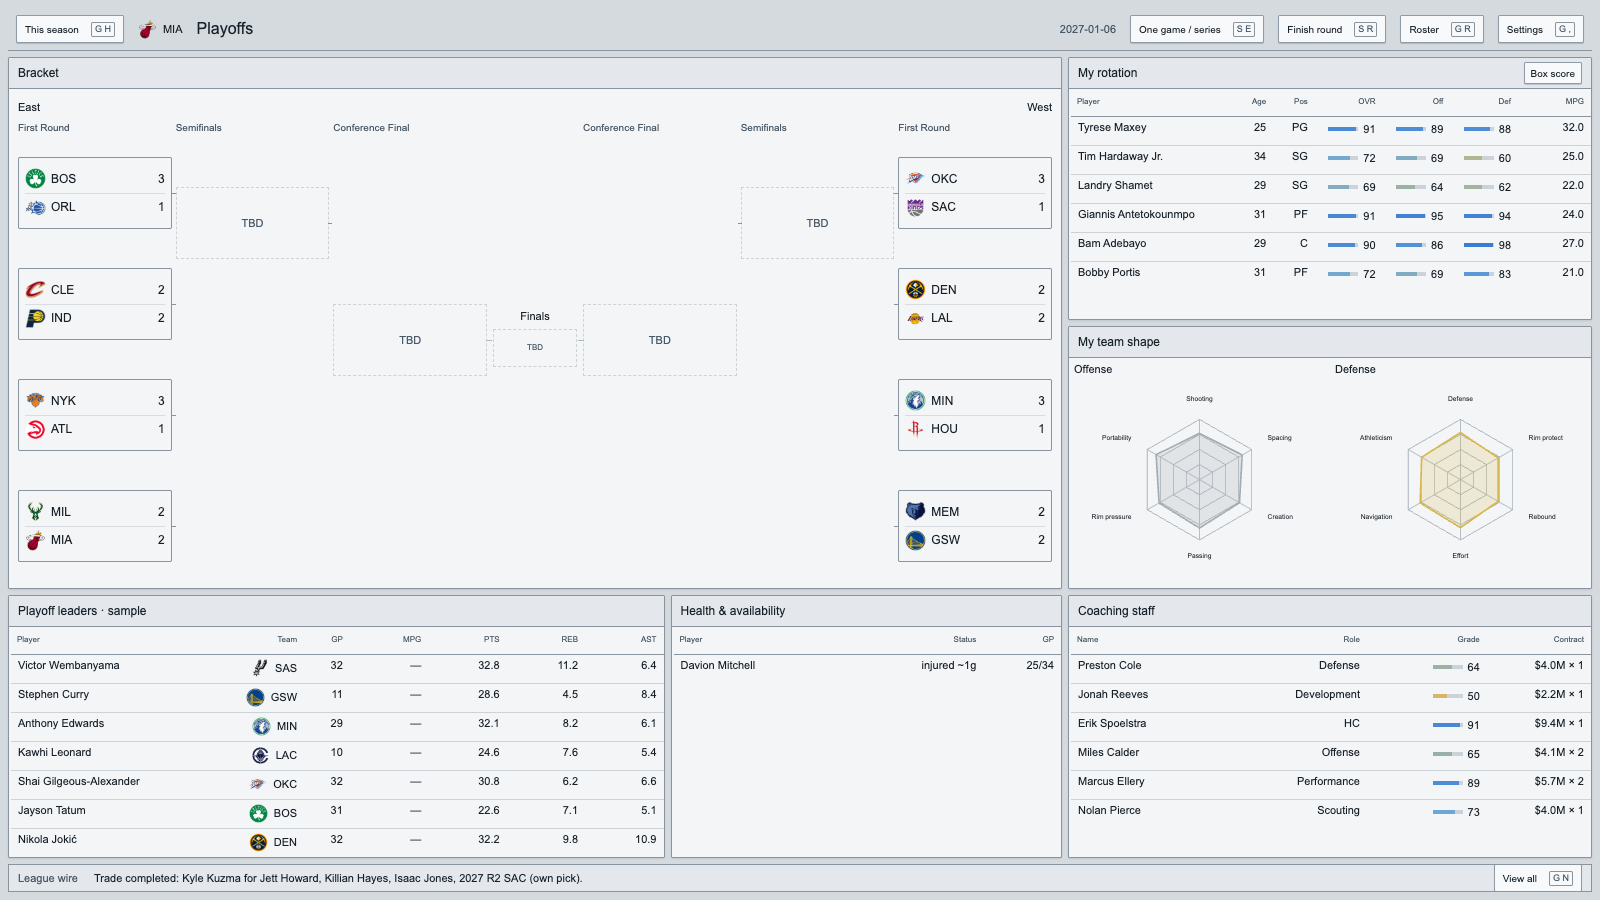 This season G H MIA Playoffs 2027-01-06 One game / series S E Finish round S R Roster G R Settings G ,
Bracket
East West
First Round Semifinals Conference Final Conference Final Semifinals First Round
BOS 3
ORL 1
TBD
TBD
OKC 3
SAC 1
CLE 2
IND 2
DEN 2
LAL 2
Finals
TBD TBD TBD
NYK 3
ATL 1
MIN 3
HOU 1
MIL 2
MIA 2
MEM 2
GSW 2
My rotation Box score
Player Age Pos OVR Off Def MPG
Tyrese Maxey 25 PG 91 89 88 32.0
Tim Hardaway Jr. 34 SG 72 69 60 25.0
Landry Shamet 29 SG 69 64 62 22.0
Giannis Antetokounmpo 31 PF 91 95 94 24.0
Bam Adebayo 29 C 90 86 98 27.0
Bobby Portis 31 PF 72 69 83 21.0
My team shape
Offense Defense
Shooting
Portability Spacing
Rim pressure Creation
Passing
Defense
Athleticism Rim protect
Navigation Rebound
Effort
Playoff leaders · sample
Player Team GP MPG PTS REB AST
Victor Wembanyama SAS 32 — 32.8 11.2 6.4
Stephen Curry GSW 11 — 28.6 4.5 8.4
Anthony Edwards MIN 29 — 32.1 8.2 6.1
Kawhi Leonard LAC 10 — 24.6 7.6 5.4
Shai Gilgeous-Alexander OKC 32 — 30.8 6.2 6.6
Jayson Tatum BOS 31 — 22.6 7.1 5.1
Nikola Jokić DEN 32 — 32.2 9.8 10.9
Health & availability
Player Status GP
Davion Mitchell injured ~1g 25/34
Coaching staff
Name Role Grade Contract
Preston Cole Defense 64 $4.0M × 1
Jonah Reeves Development 50 $2.2M × 1
Erik Spoelstra HC 91 $9.4M × 1
Miles Calder Offense 65 $4.1M × 2
Marcus Ellery Performance 89 $5.7M × 2
Nolan Pierce Scouting 73 $4.0M × 1
League wire Trade completed: Kyle Kuzma for Jett Howard, Killian Hayes, Isaac Jones, 2027 R2 SAC (own pick). View all G N